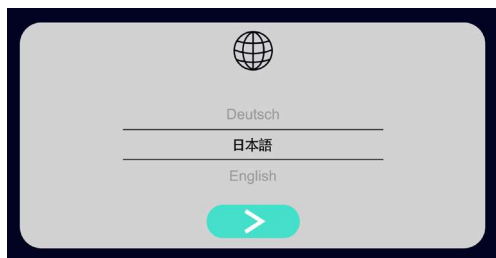 Deutsch
日本語
English